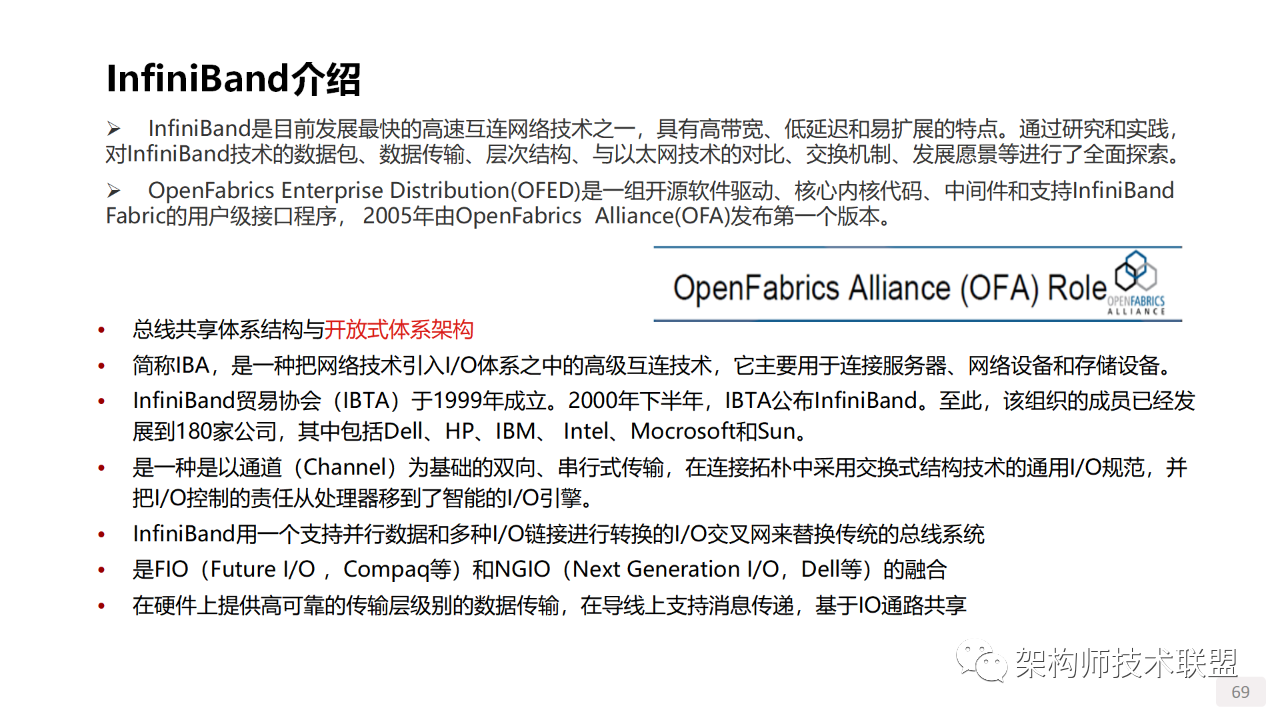 InfiniBand介绍
➢ InfiniBand是目前发展最快的高速互连网络技术之一，具有高带宽、低延迟和易扩展的特点。通过研究和实践，
对InfiniBand技术的数据包、数据传输、层次结构、与以太网技术的对比、交换机制、发展愿景等进行了全面探索。
➢ OpenFabrics Enterprise Distribution(OFED)是一组开源软件驱动、核心内核代码、中间件和支持InfiniBand
Fabric的用户级接口程序， 2005年由OpenFabrics Alliance(OFA)发布第一个版本。
OpenFabrics Alliance (OFA) Role
OPENFABRICS
ALLIANCE
• 总线共享体系结构与开放式体系架构
• 简称IBA，是一种把网络技术引入I/O体系之中的高级互连技术，它主要用于连接服务器、网络设备和存储设备。
• InfiniBand贸易协会（IBTA）于1999年成立。2000年下半年，IBTA公布InfiniBand。至此，该组织的成员已经发
展到180家公司，其中包括Dell、HP、IBM、 Intel、Mocrosoft和Sun。
• 是一种是以通道（Channel）为基础的双向、串行式传输，在连接拓朴中采用交换式结构技术的通用I/O规范，并
把I/O控制的责任从处理器移到了智能的I/O引擎。
• InfiniBand用一个支持并行数据和多种I/O链接进行转换的I/O交叉网来替换传统的总线系统
• 是FIO（Future I/O ，Compaq等）和NGIO（Next Generation I/O，Dell等）的融合
• 在硬件上提供高可靠的传输层级别的数据传输，在导线上支持消息传递，基于IO通路共享
架构师技术联盟
69